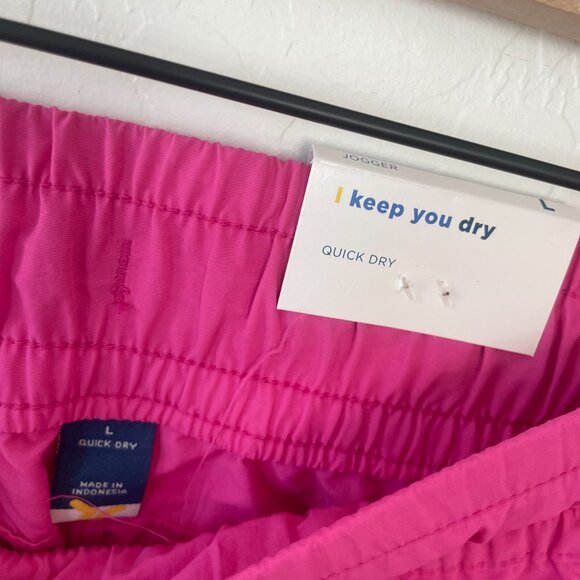 JOGGER
L
I keep you dry
QUICK DRY
L
QUICK DRY
MADE IN
INDONESIA